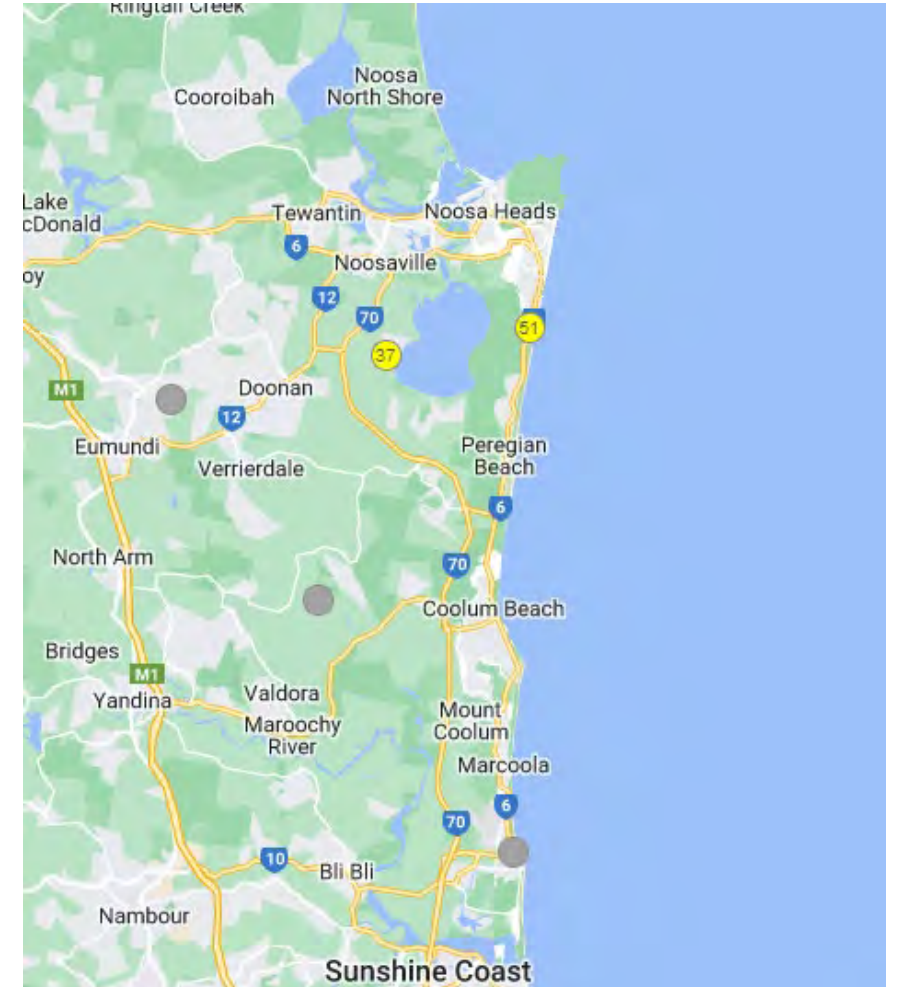 Ringtail Creek
Noosa
North Shore
Cooroibah
Lake
cDonald
Tewantin
Noosa Heads
6
Noosaville
oy
12
70
51
37
M1
Doonan
12
Eumundi
Peregian
Beach
Verrierdale
6
North Arm
70
Coolum Beach
Bridges
M1
Yandina
Valdora
Maroochy
River
Mount
Coolum
Marcoola
6
70
10
Bli Bli
Nambour
Sunshine Coast